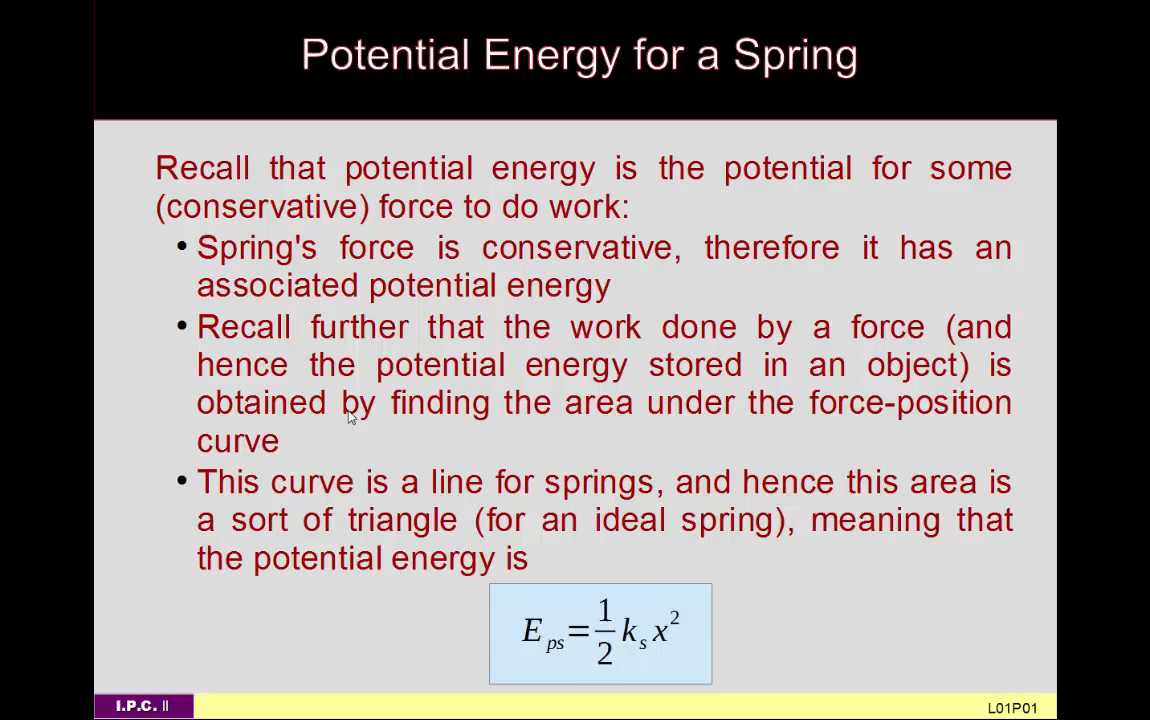 Potential Energy for a Spring
Recall that potential energy is the potential for some
(conservative) force to do work:
• Spring's force is conservative, therefore it has an
associated potential energy
• Recall further that the work done by a force (and
hence the potential energy stored in an object) is
obtained by finding the area under the force-position
curve
• This curve is a line for springs, and hence this area is
a sort of triangle (for an ideal spring), meaning that
the potential energy is
E_ps = 1/2 k_s x^2
I.P.C. II
L01P01